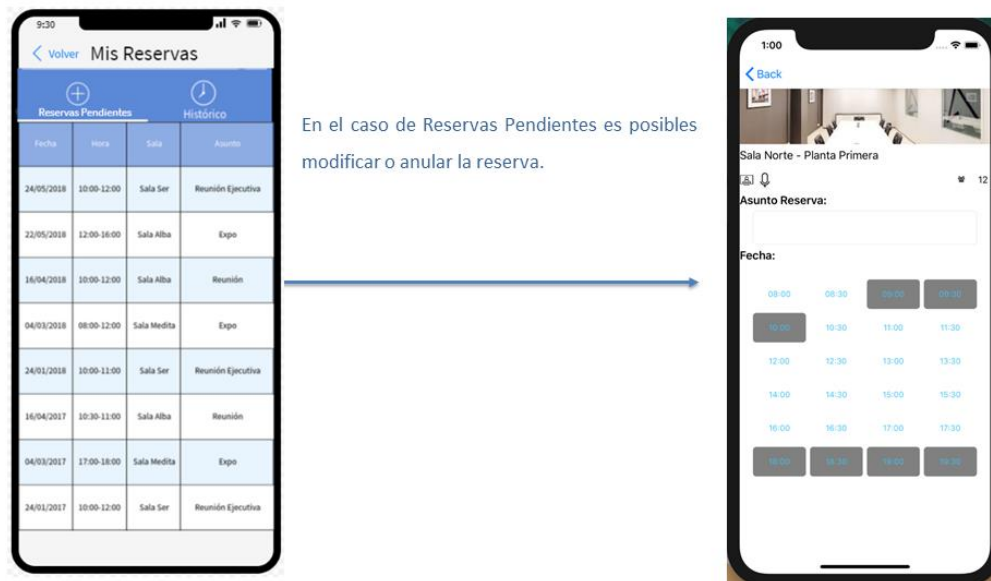 9:30
Volver Mis Reservas
Reservas Pendientes Histórico
Fecha Hora Sala Asunto
24/05/2018 10:00-12:00 Sala Ser Reunión Ejecutiva
22/05/2018 12:00-16:00 Sala Alba Expo
16/04/2018 10:00-12:00 Sala Alba Reunión
04/03/2018 08:00-12:00 Sala Medita Expo
24/01/2018 10:00-11:00 Sala Ser Reunión Ejecutiva
16/04/2017 10:30-11:00 Sala Alba Reunión
04/03/2017 17:00-18:00 Sala Medita Expo
24/01/2017 10:00-12:00 Sala Ser Reunión Ejecutiva
En el caso de Reservas Pendientes es posibles
modificar o anular la reserva.
1:00
Back
Sala Norte - Planta Primera
12
Asunto Reserva:
Fecha:
08:00 08:30 09:00 09:30
10:00 10:30 11:00 11:30
12:00 12:30 13:00 13:30
14:00 14:30 15:00 15:30
16:00 16:30 17:00 17:30
18:00 18:30 19:00 19:30